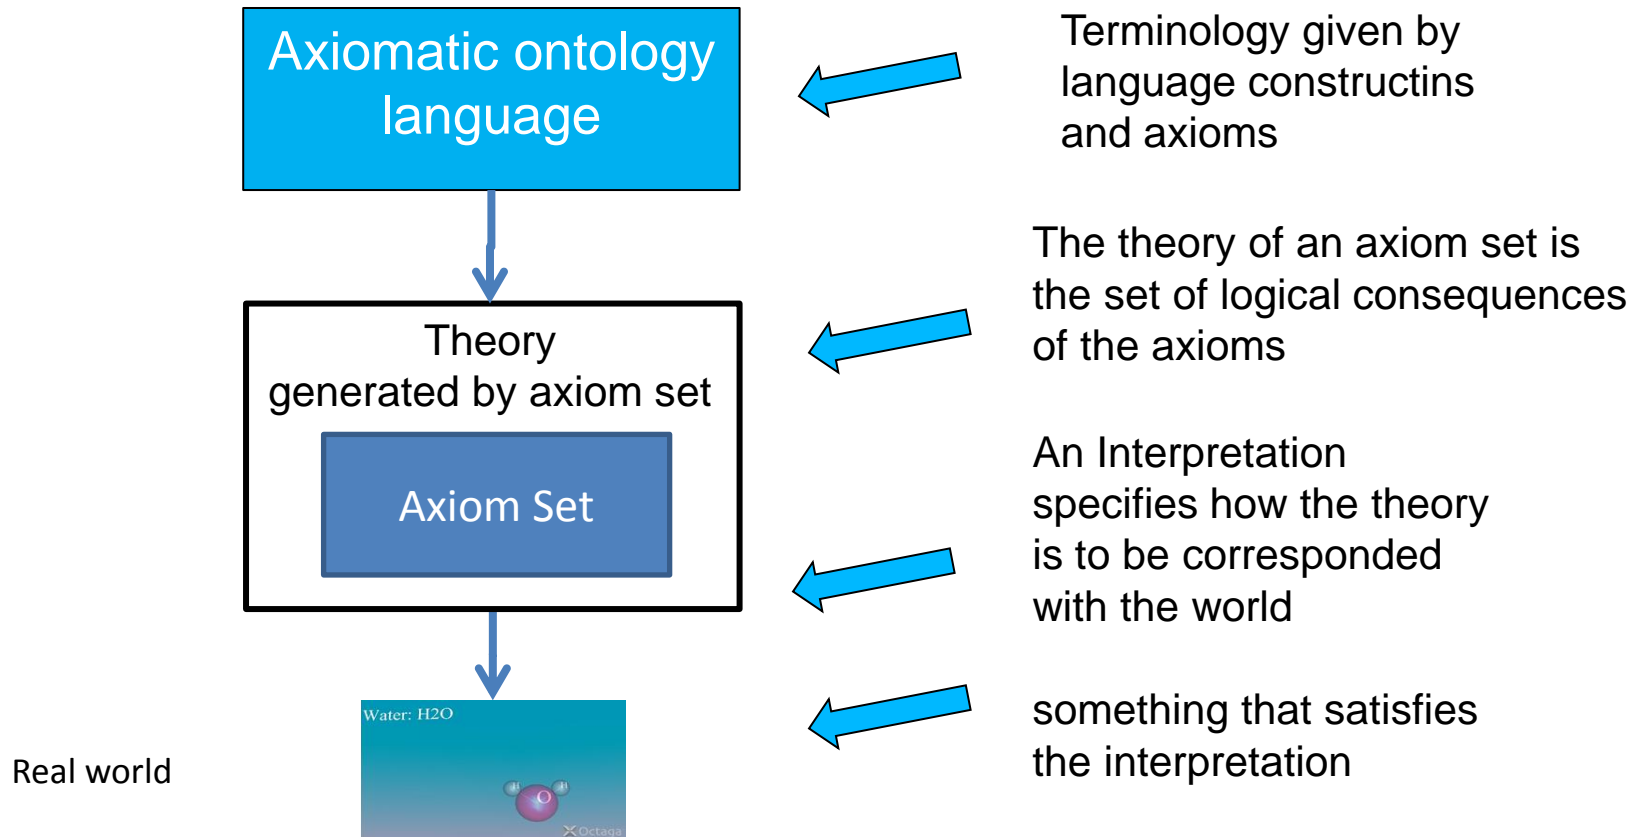 Axiomatic ontology
language
Terminology given by
language constructins
and axioms
The theory of an axiom set is
the set of logical consequences
of the axioms
Theory
generated by axiom set
Axiom Set
An Interpretation
specifies how the theory
is to be corresponded
with the world
something that satisfies
the interpretation
Real world
Water: H2O
H O H
Octaga